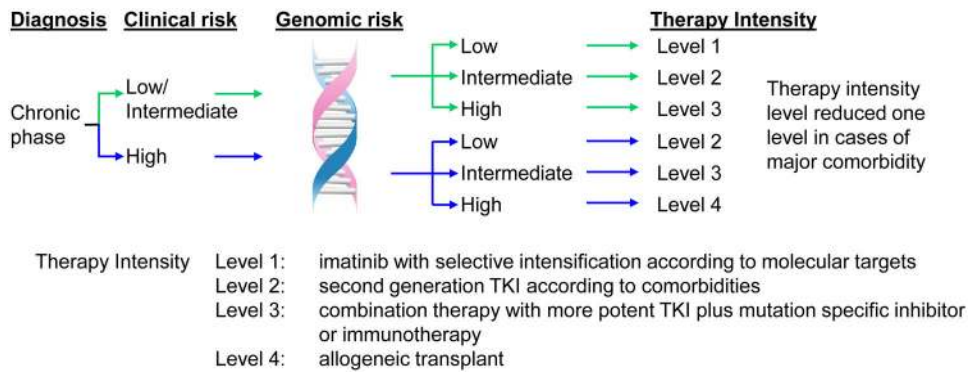 Diagnosis Clinical risk Genomic risk Therapy Intensity
Low Level 1
Low/
Intermediate
Intermediate Level 2
High Level 3
Chronic
phase
High
Low Level 2
Intermediate Level 3
High Level 4
Therapy intensity
level reduced one
level in cases of
major comorbidity
Therapy Intensity Level 1: imatinib with selective intensification according to molecular targets
Level 2: second generation TKI according to comorbidities
Level 3: combination therapy with more potent TKI plus mutation specific inhibitor
or immunotherapy
Level 4: allogeneic transplant